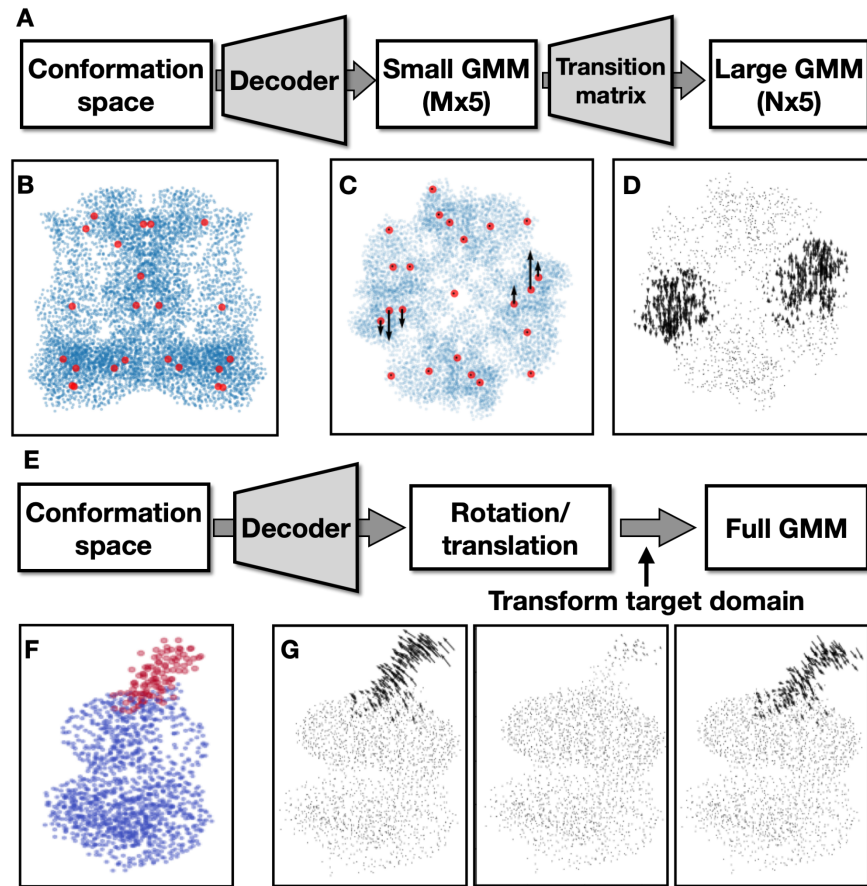 A
Conformation
space
Decoder
Small GMM
(Mx5)
Transition
matrix
Large GMM
(Nx5)
B
C
D
E
Conformation
space
Decoder
Rotation/
translation
Full GMM
Transform target domain
F
G